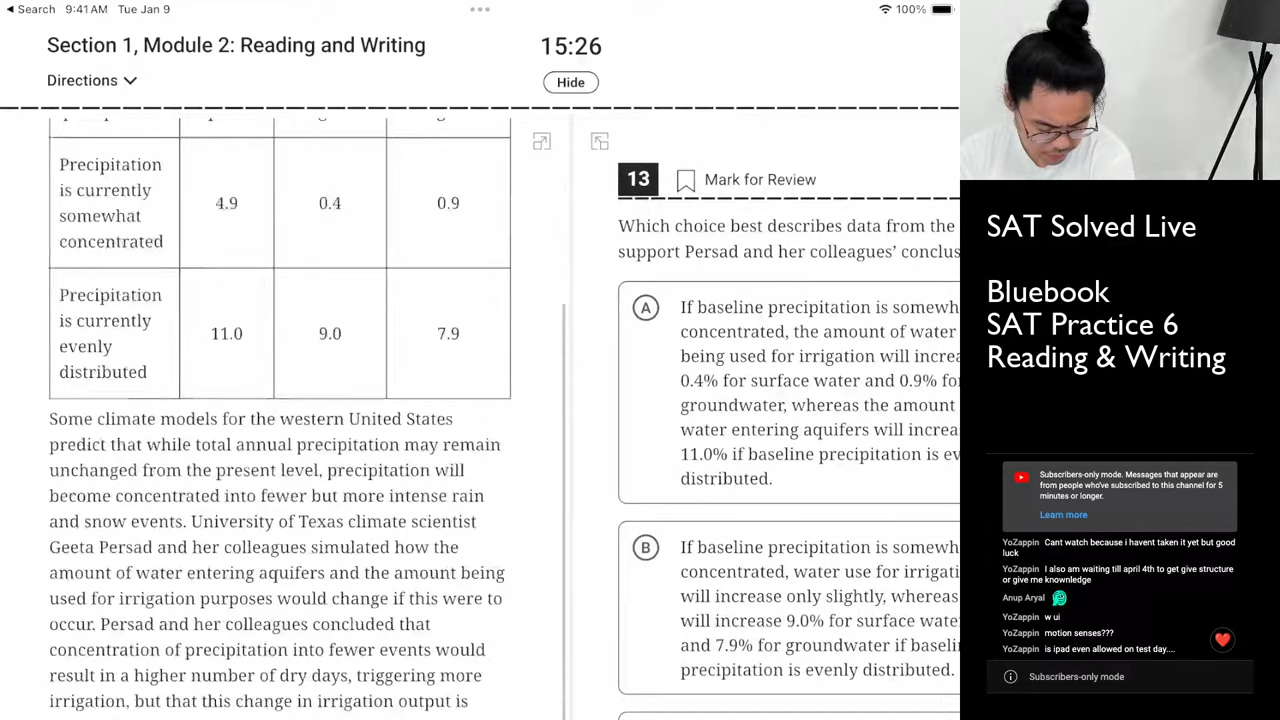 Search 9:41 AM Tue Jan 9
100%
Section 1, Module 2: Reading and Writing
15:26
Directions
Hide
Precipitation
is currently
somewhat
concentrated
4.9
0.4
0.9
Precipitation
is currently
evenly
distributed
11.0
9.0
7.9
Some climate models for the western United States
predict that while total annual precipitation may remain
unchanged from the present level, precipitation will
become concentrated into fewer but more intense rain
and snow events. University of Texas climate scientist
Geeta Persad and her colleagues simulated how the
amount of water entering aquifers and the amount being
used for irrigation purposes would change if this were to
occur. Persad and her colleagues concluded that
concentration of precipitation into fewer events would
result in a higher number of dry days, triggering more
irrigation, but that this change in irrigation output is
13
Mark for Review
Which choice best describes data from the
support Persad and her colleagues' conclus
A
If baseline precipitation is somewh
concentrated, the amount of water
being used for irrigation will increa
0.4% for surface water and 0.9% fo
groundwater, whereas the amount
water entering aquifers will increa
11.0% if baseline precipitation is ev
distributed.
B
If baseline precipitation is somewh
concentrated, water use for irrigati
will increase only slightly, whereas
will increase 9.0% for surface wate
and 7.9% for groundwater if baseli
precipitation is evenly distributed.
SAT Solved Live
Bluebook
SAT Practice 6
Reading & Writing
Subscribers-only mode. Messages that appear are
from people who've subscribed to this channel for 5
minutes or longer.
Learn more
YoZappin Cant watch because i havent taken it yet but good
luck
YoZappin I also am waiting till april 4th to get give structure
or give me knownledge
Anup Aryal
YoZappin w ui
YoZappin motion senses???
YoZappin is ipad even allowed on test day....
Subscribers-only mode